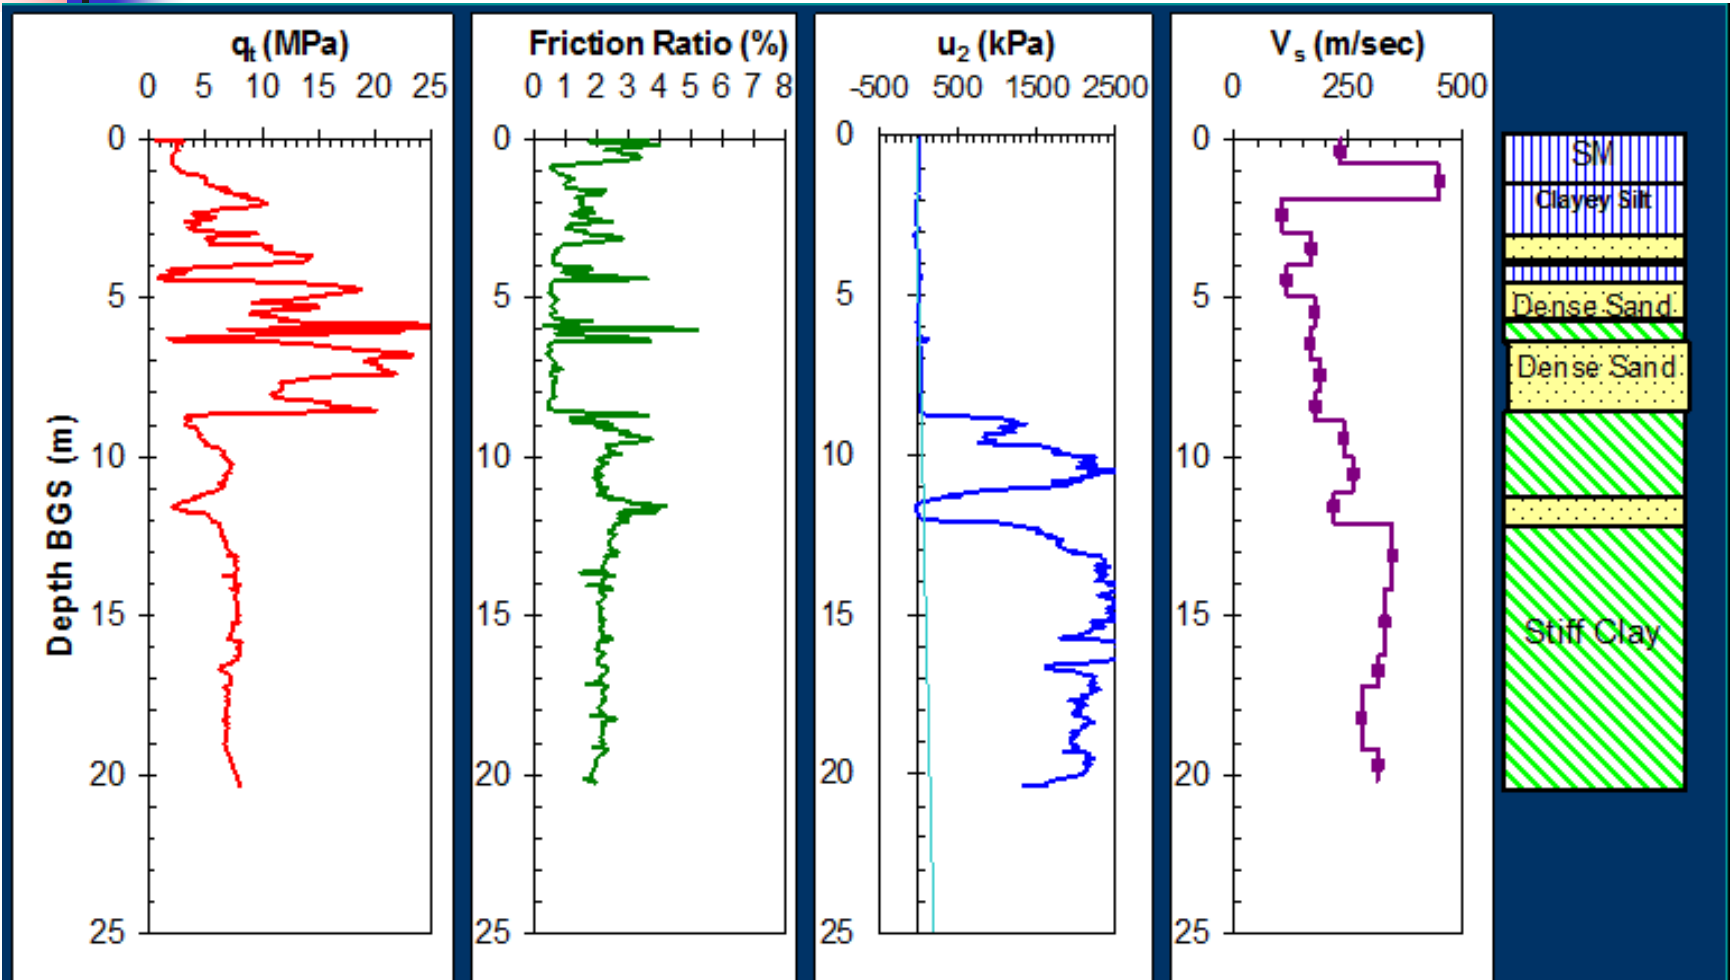 qt (MPa)
0 5 10 15 20 25
0
5
10
15
20
25
Depth BGS (m)
Friction Ratio (%)
0 1 2 3 4 5 6 7 8
0
5
10
15
20
25
u2 (kPa)
-500 500 1500 2500
0
5
10
15
20
25
Vs (m/sec)
0 250 500
0
5
10
15
20
25
SM
Clayey Silt
Dense Sand
Dense Sand
Stiff Clay